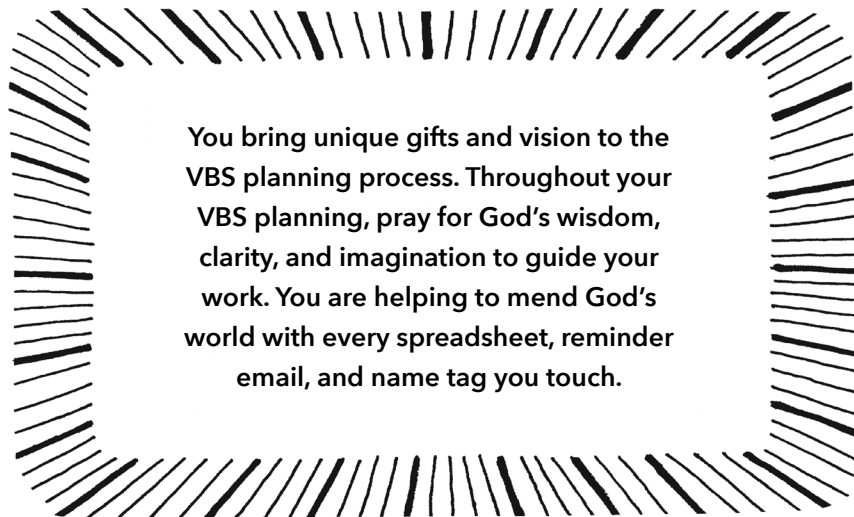 You bring unique gifts and vision to the
VBS planning process. Throughout your
VBS planning, pray for God’s wisdom,
clarity, and imagination to guide your
work. You are helping to mend God’s
world with every spreadsheet, reminder
email, and name tag you touch.